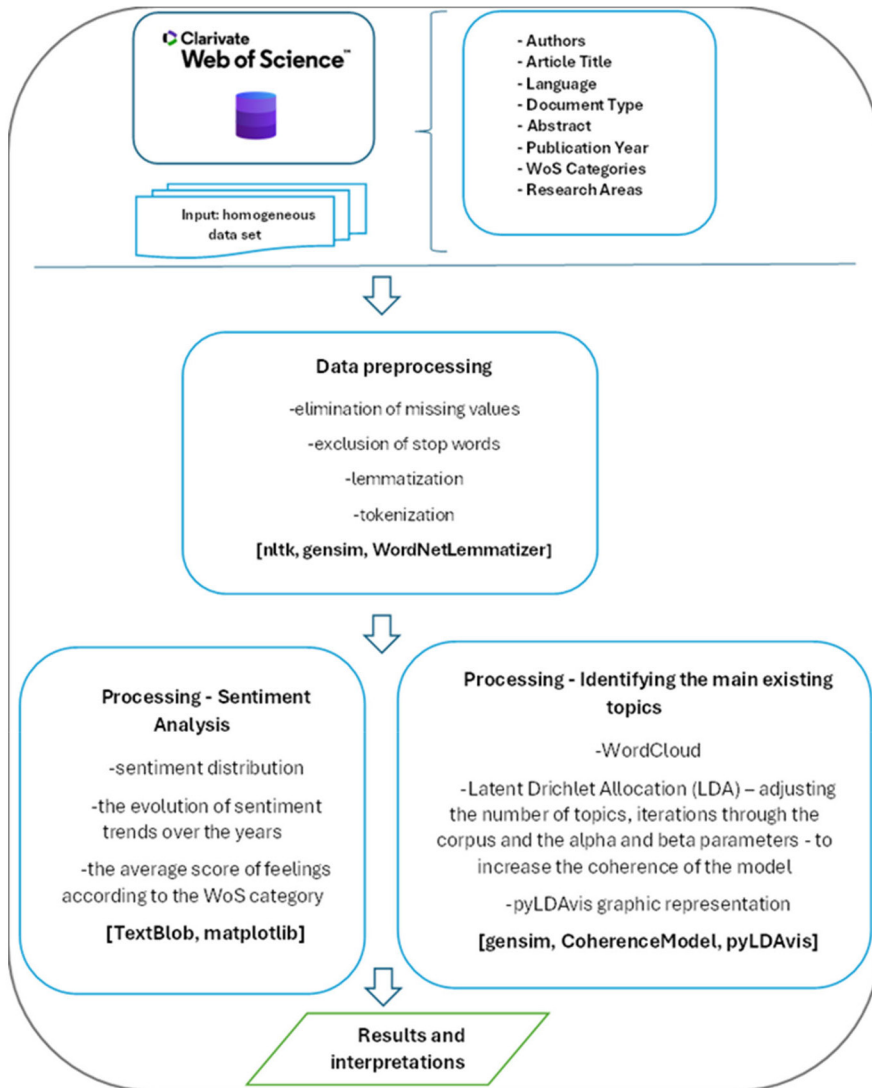 Clarivate
Web of Science™
Input: homogeneous
data set
- Authors
- Article Title
- Language
- Document Type
- Abstract
- Publication Year
- WoS Categories
- Research Areas
Data preprocessing
-elimination of missing values
-exclusion of stop words
-lemmatization
-tokenization
[nltk, gensim, WordNetLemmatizer]
Processing - Sentiment
Analysis
-sentiment distribution
-the evolution of sentiment
trends over the years
-the average score of feelings
according to the WoS category
[TextBlob, matplotlib]
Processing - Identifying the main existing
topics
-WordCloud
-Latent Drichlet Allocation (LDA) – adjusting
the number of topics, iterations through the
corpus and the alpha and beta parameters - to
increase the coherence of the model
-pyLDAvis graphic representation
[gensim, CoherenceModel, pyLDAvis]
Results and
interpretations